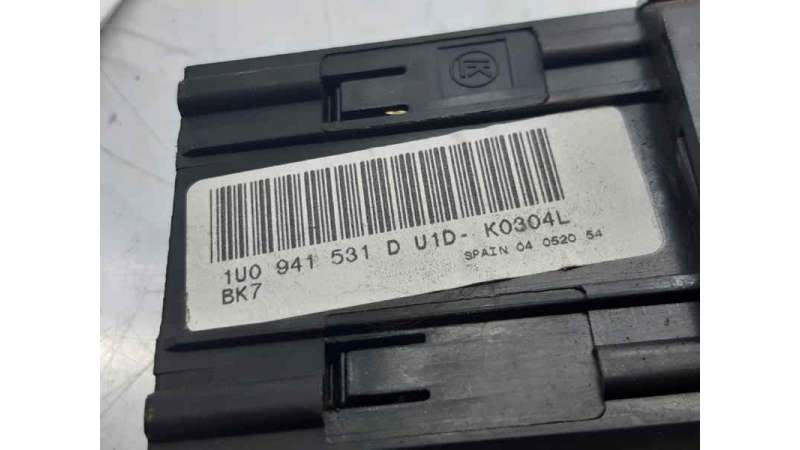 1U0 941 531 D U1D- K0304L
BK7
SPAIN 04 0520 54